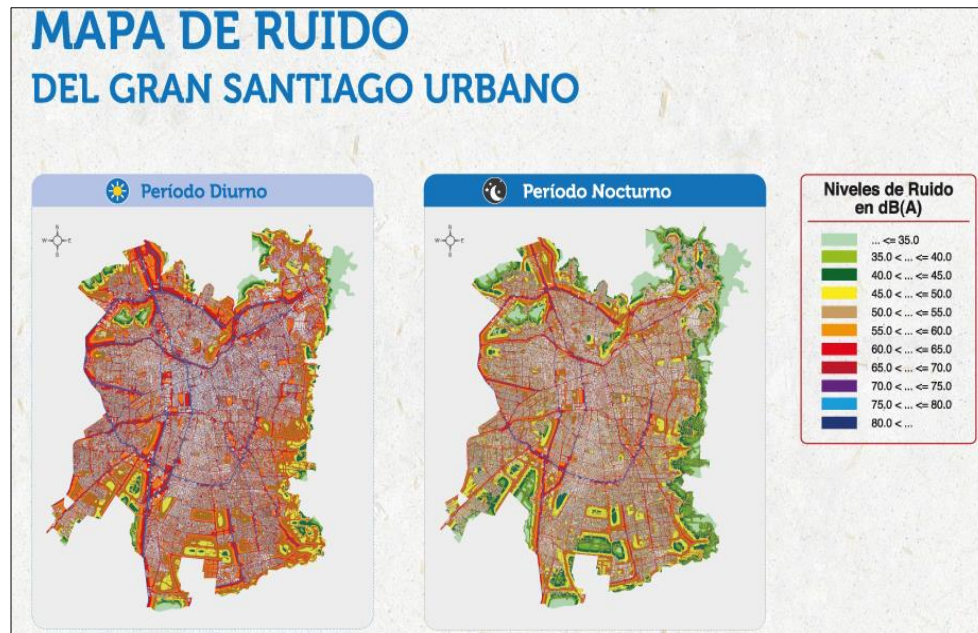 MAPA DE RUIDO
DEL GRAN SANTIAGO URBANO
Período Diurno
Período Nocturno
Niveles de Ruido
en dB(A)
... <= 35.0
35.0 < ... <= 40.0
40.0 < ... <= 45.0
45.0 < ... <= 50.0
50.0 < ... <= 55.0
55.0 < ... <= 60.0
60.0 < ... <= 65.0
65.0 < ... <= 70.0
70.0 < ... <= 75.0
75,0 < ... <= 80.0
80.0 < ...
N
W E
S
N
W E
S